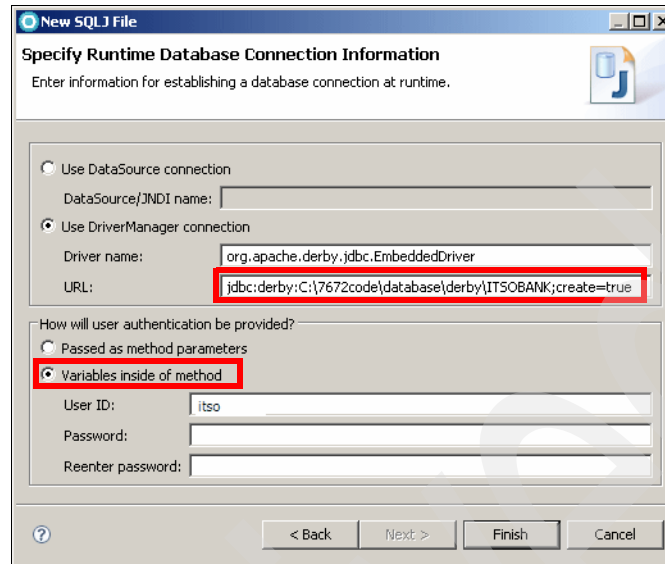 New SQLJ File
Specify Runtime Database Connection Information
Enter information for establishing a database connection at runtime.
Use DataSource connection
DataSource/JNDI name:
Use DriverManager connection
Driver name: org.apache.derby.jdbc.EmbeddedDriver
URL: jdbc:derby:C:\7672code\database\derby\ITSOBANK;create=true
How will user authentication be provided?
Passed as method parameters
Variables inside of method
User ID: itso
Password:
Reenter password:
? < Back Next > Finish Cancel